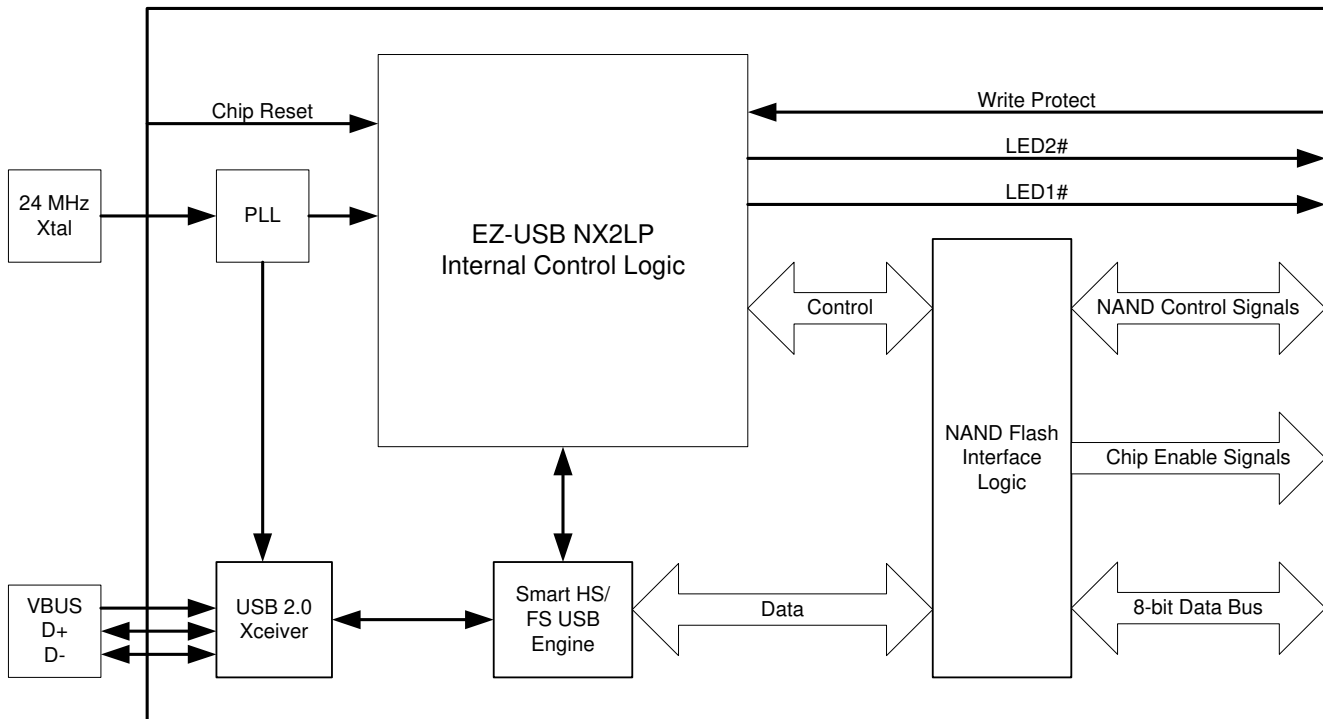 Chip Reset
Write Protect
LED2#
LED1#
24 MHz
Xtal
PLL
EZ-USB NX2LP
Internal Control Logic
Control
NAND Control Signals
NAND Flash
Interface
Logic
Chip Enable Signals
VBUS
D+
D-
USB 2.0
Xceiver
Smart HS/
FS USB
Engine
Data
8-bit Data Bus